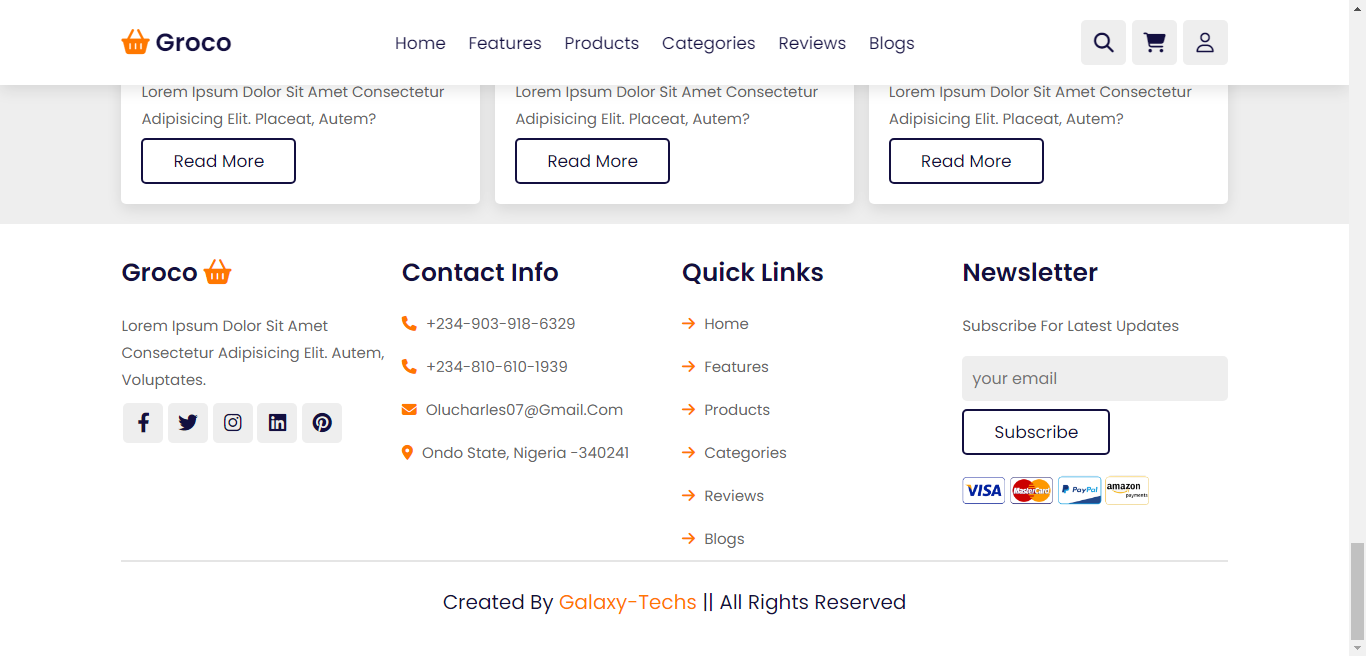 Groco
Home Features Products Categories Reviews Blogs
Lorem Ipsum Dolor Sit Amet Consectetur
Adipisicing Elit. Placeat, Autem?
Read More
Lorem Ipsum Dolor Sit Amet Consectetur
Adipisicing Elit. Placeat, Autem?
Read More
Lorem Ipsum Dolor Sit Amet Consectetur
Adipisicing Elit. Placeat, Autem?
Read More
Groco
Lorem Ipsum Dolor Sit Amet
Consectetur Adipisicing Elit. Autem,
Voluptates.
Contact Info
+234-903-918-6329
+234-810-610-1939
Olucharles07@Gmail.Com
Ondo State, Nigeria -340241
Quick Links
Home
Features
Products
Categories
Reviews
Blogs
Newsletter
Subscribe For Latest Updates
your email
Subscribe
VISA MasterCard PayPal amazon payments
Created By Galaxy-Techs || All Rights Reserved